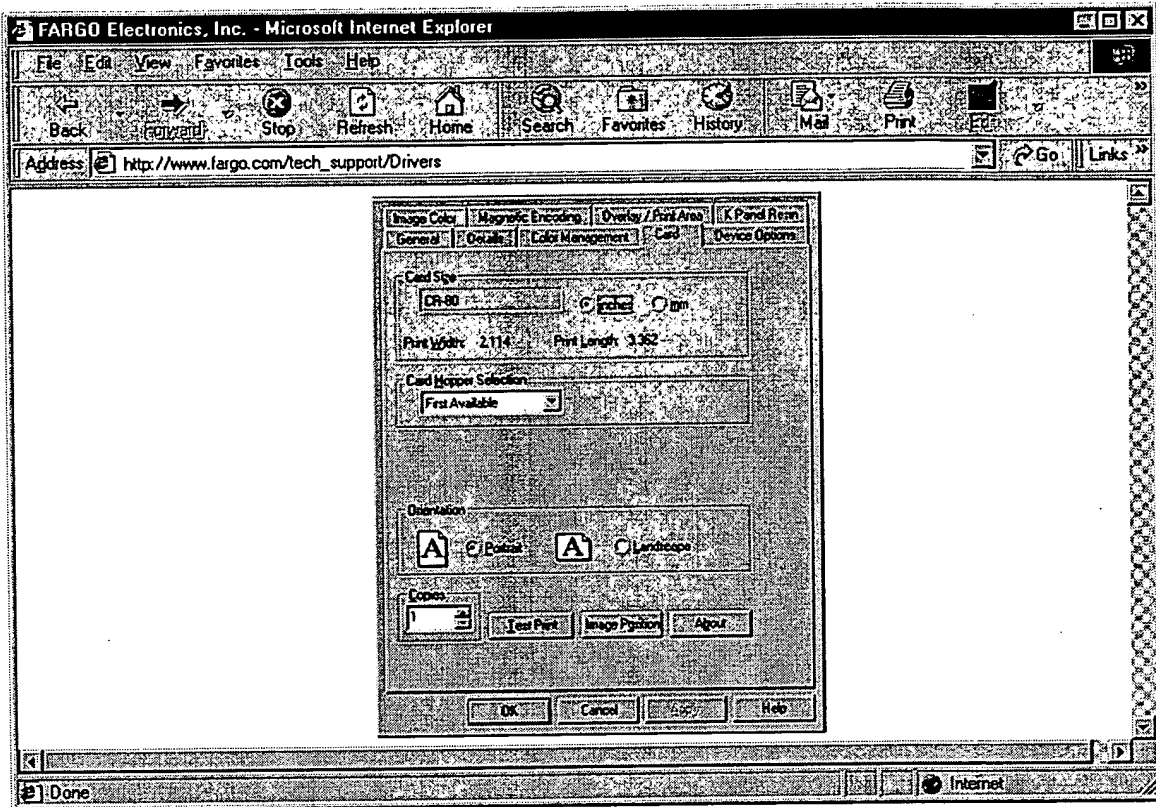 FARGO Electronics, Inc. - Microsoft Internet Explorer
File Edit View Favorites Tools Help
Back Forward Stop Refresh Home Search Favorites History Mail Print Edit
Address http://www.fargo.com/tech_support/Drivers Go Links
Image Color Magnetic Encoding Overlay / Print Area K Panel Resin
General Details Color Management Card Device Options
Card Size
CR-80 inches mm
Print Width: 2.114 Print Length: 3.362
Card Hopper Selection
First Available
Orientation
A Portrait A Landscape
Copies
1 Test Print Image Position About
OK Cancel Apply Help
Done Internet